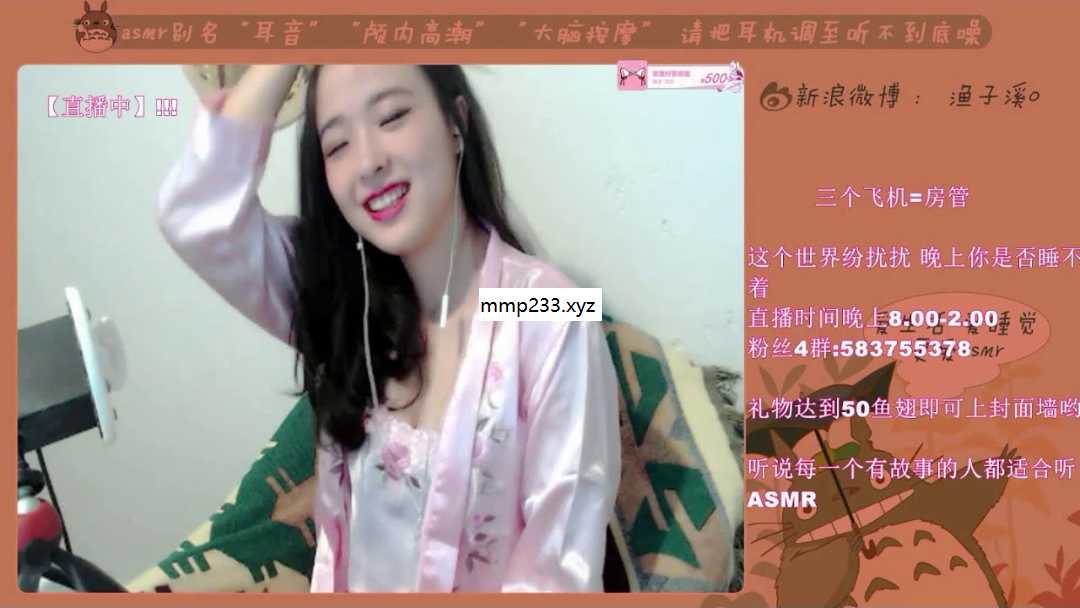 asmr别名“耳音” “颅内高潮” “大脑按摩” 请把耳机调至听不到底噪
【直播中】!!!
x500
新浪微博： 渔子溪0
三个飞机=房管
这个世界纷扰扰 晚上你是否睡不
着
直播时间晚上8.00-2.00
粉丝4群:583755378
礼物达到50鱼翅即可上封面墙哟
听说每一个有故事的人都适合听
ASMR
mmp233.xyz